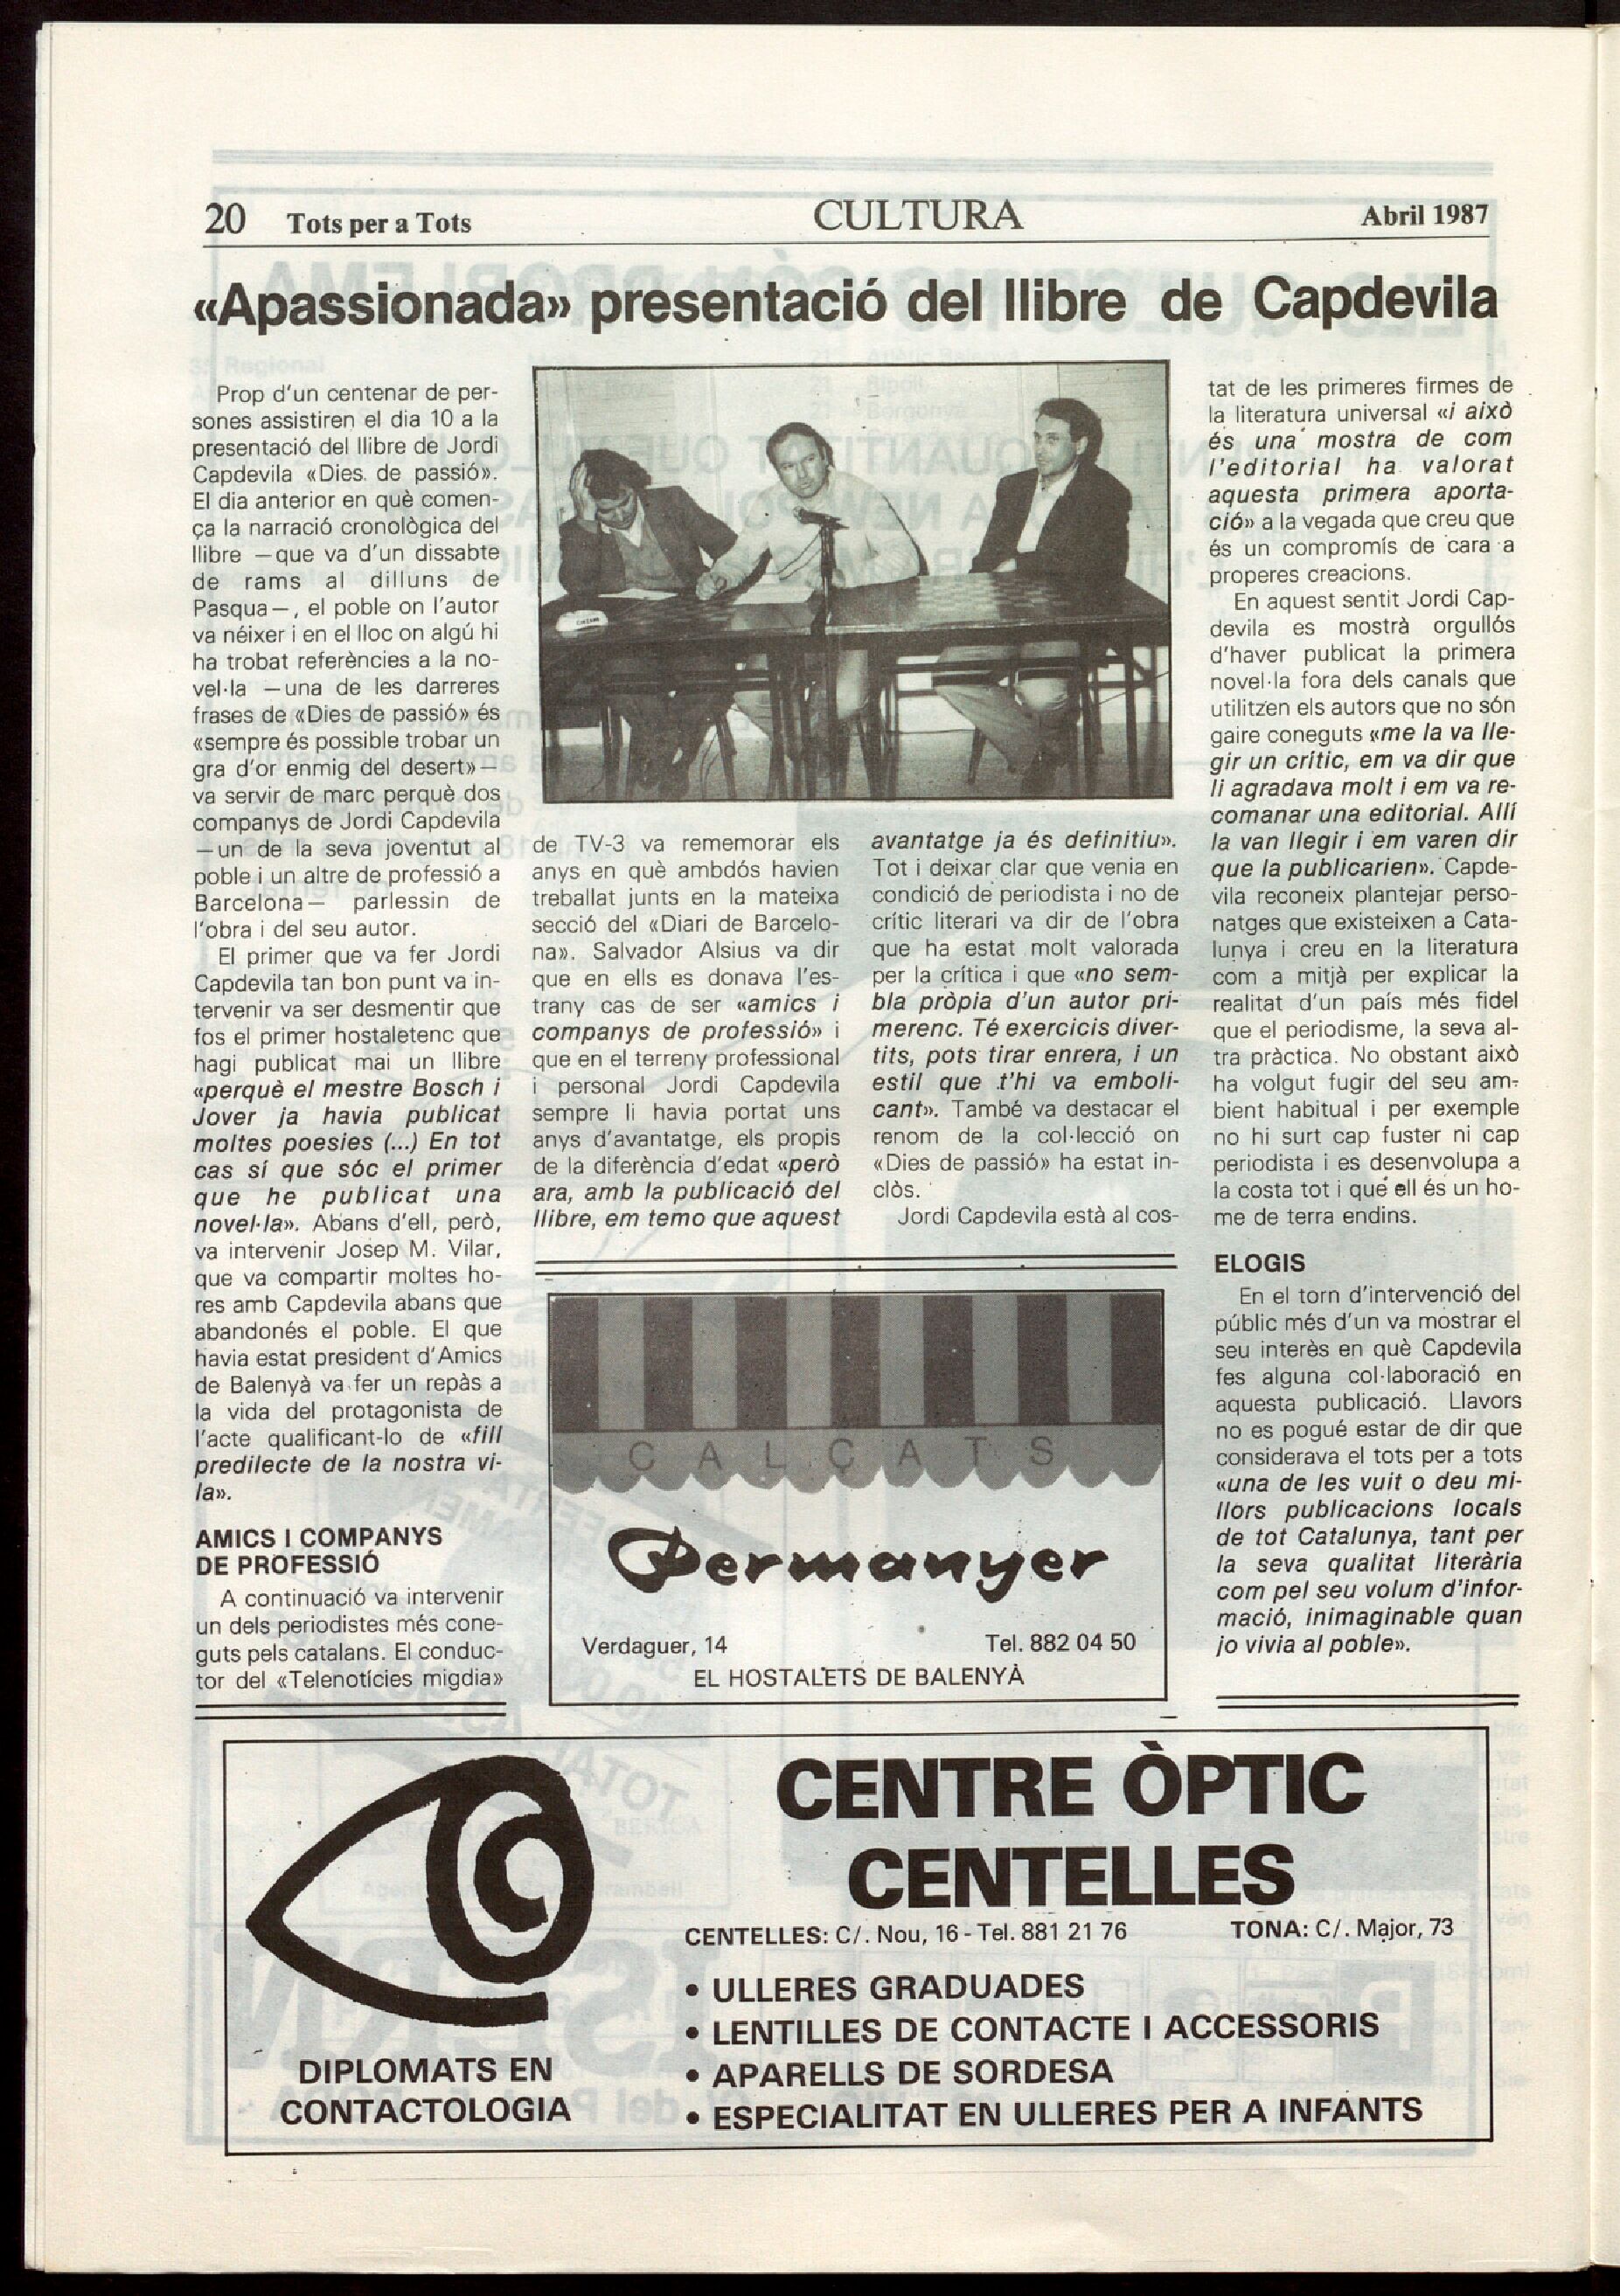 20 Tots per a Tots CULTURA Abril 1987
«Apassionada» presentació del llibre de Capdevila
Prop d'un centenar de per-
sones assistiren el dia 10 a la
presentació del llibre de Jordi
Capdevila «Dies de passió».
El dia anterior en què comen-
ça la narració cronològica del
llibre —que va d'un dissabte
de rams al dilluns de
Pasqua—, el poble on l'autor
va néixer i en el lloc on algú hi
ha trobat referències a la no-
vel·la —una de les darreres
frases de «Dies de passió» és
«sempre és possible trobar un
gra d'or enmig del desert»—
va servir de marc perquè dos
companys de Jordi Capdevila
—un de la seva joventut al
poble i un altre de professió a
Barcelona— parlessin de
l'obra i del seu autor.
El primer que va fer Jordi
Capdevila tan bon punt va in-
tervenir va ser desmentir que
fos el primer hostaletenc que
hagi publicat mai un llibre
«perquè el mestre Bosch i
Jover ja havia publicat
moltes poesies (...) En tot
cas sí que sóc el primer
que he publicat una
novel·la». Abans d'ell, però,
va intervenir Josep M. Vilar,
que va compartir moltes ho-
res amb Capdevila abans que
abandonés el poble. El que
havia estat president d'Amics
de Balenyà va fer un repàs a
la vida del protagonista de
l'acte qualificant-lo de «fill
predilecte de la nostra vi-
la».
AMICS I COMPANYS
DE PROFESSIÓ
A continuació va intervenir
un dels periodistes més cone-
guts pels catalans. El conduc-
tor del «Telenotícies migdia»
de TV-3 va rememorar els
anys en què ambdós havien
treballat junts en la mateixa
secció del «Diari de Barcelo-
na». Salvador Alsius va dir
que en ells es donava l'es-
trany cas de ser «amics i
companys de professió» i
que en el terreny professional
i personal Jordi Capdevila
sempre li havia portat uns
anys d'avantatge, els propis
de la diferència d'edat «però
ara, amb la publicació del
llibre, em temo que aquest
avantatge ja és definitiu».
Tot i deixar clar que venia en
condició de periodista i no de
crític literari va dir de l'obra
que ha estat molt valorada
per la crítica i que «no sem-
bla pròpia d'un autor pri-
merenc. Té exercicis diver-
tits, pots tirar enrera, i un
estil que t'hi va emboli-
cant». També va destacar el
renom de la col·lecció on
«Dies de passió» ha estat in-
clòs.
Jordi Capdevila està al cos-
tat de les primeres firmes de
la literatura universal «i això
és una mostra de com
l'editorial ha valorat
aquesta primera aporta-
ció» a la vegada que creu que
és un compromís de cara a
properes creacions.
En aquest sentit Jordi Cap-
devila es mostrà orgullós
d'haver publicat la primera
novel·la fora dels canals que
utilitzen els autors que no són
gaire coneguts «me la va lle-
gir un crític, em va dir que
li agradava molt i em va re-
comanar una editorial. Allí
la van llegir i em varen dir
que la publicarien». Capde-
vila reconeix plantejar perso-
natges que existeixen a Cata-
lunya i creu en la literatura
com a mitjà per explicar la
realitat d'un país més fidel
que el periodisme, la seva al-
tra pràctica. No obstant això
ha volgut fugir del seu am-
bient habitual i per exemple
no hi surt cap fuster ni cap
periodista i es desenvolupa a
la costa tot i que ell és un ho-
me de terra endins.
ELOGIS
En el torn d'intervenció del
públic més d'un va mostrar el
seu interès en què Capdevila
fes alguna col·laboració en
aquesta publicació. Llavors
no es pogué estar de dir que
considerava el tots per a tots
«una de les vuit o deu mi-
llors publicacions locals
de tot Catalunya, tant per
la seva qualitat literària
com pel seu volum d'infor-
mació, inimaginable quan
jo vivia al poble».
CALÇATS
Permanyer
Verdaguer, 14 Tel. 882 04 50
EL HOSTALETS DE BALENYÀ
CENTRE ÒPTIC
CENTELLES
CENTELLES: C/. Nou, 16 - Tel. 881 21 76 TONA: C/. Major, 73
• ULLERES GRADUADES
• LENTILLES DE CONTACTE I ACCESSORIS
• APARELLS DE SORDESA
• ESPECIALITAT EN ULLERES PER A INFANTS
DIPLOMATS EN
CONTACTOLOGIA